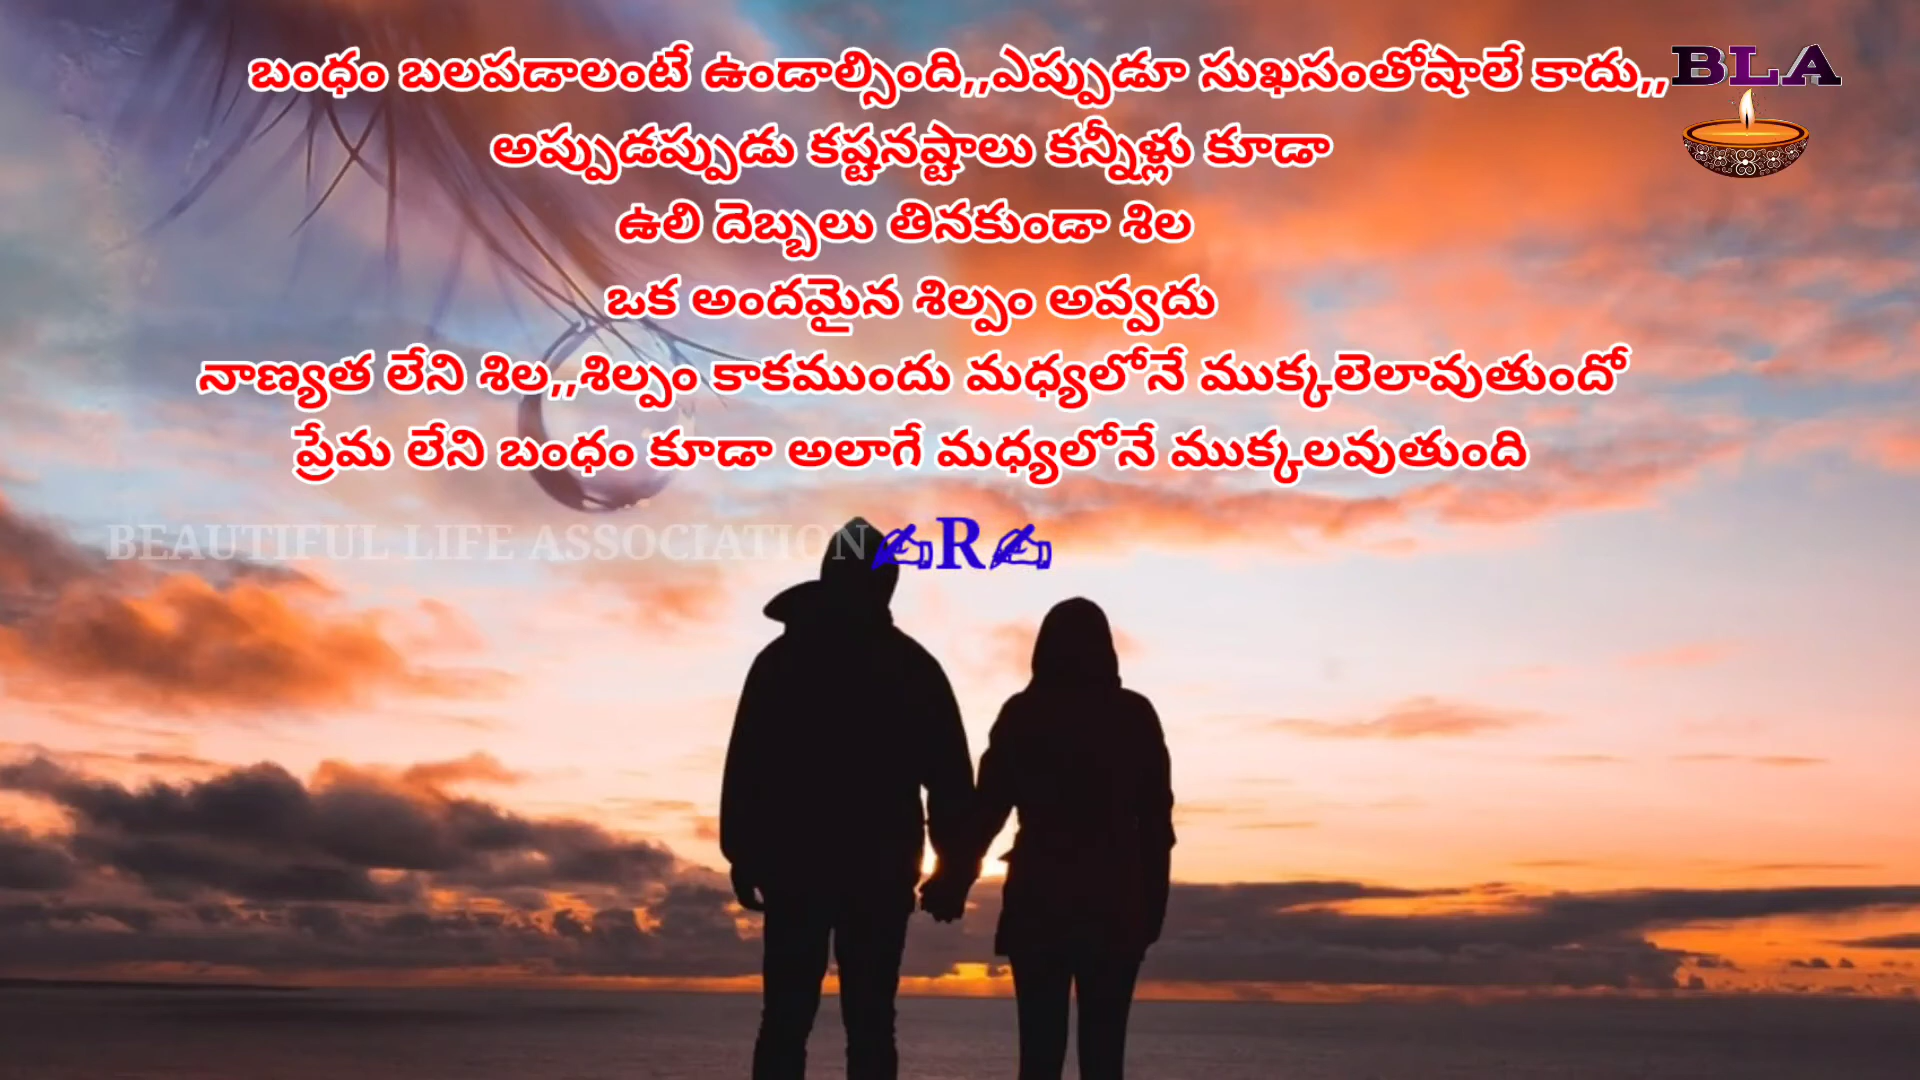 బంధం బలపడాలంటే ఉండాల్సింది,,ఎప్పుడూ సుఖసంతోషాలే కాదు,,
BLA
అప్పుడప్పుడు కష్టనష్టాలు కన్నీళ్లు కూడా
ఉలి దెబ్బలు తినకుండా శిల
ఒక అందమైన శిల్పం అవ్వదు
నాణ్యత లేని శిల,,శిల్పం కాకముందు మధ్యలోనే ముక్కలెలావుతుందో
ప్రేమ లేని బంధం కూడా అలాగే మధ్యలోనే ముక్కలవుతుంది
BEAUTIFUL LIFE ASSOCIATION ✍R✍